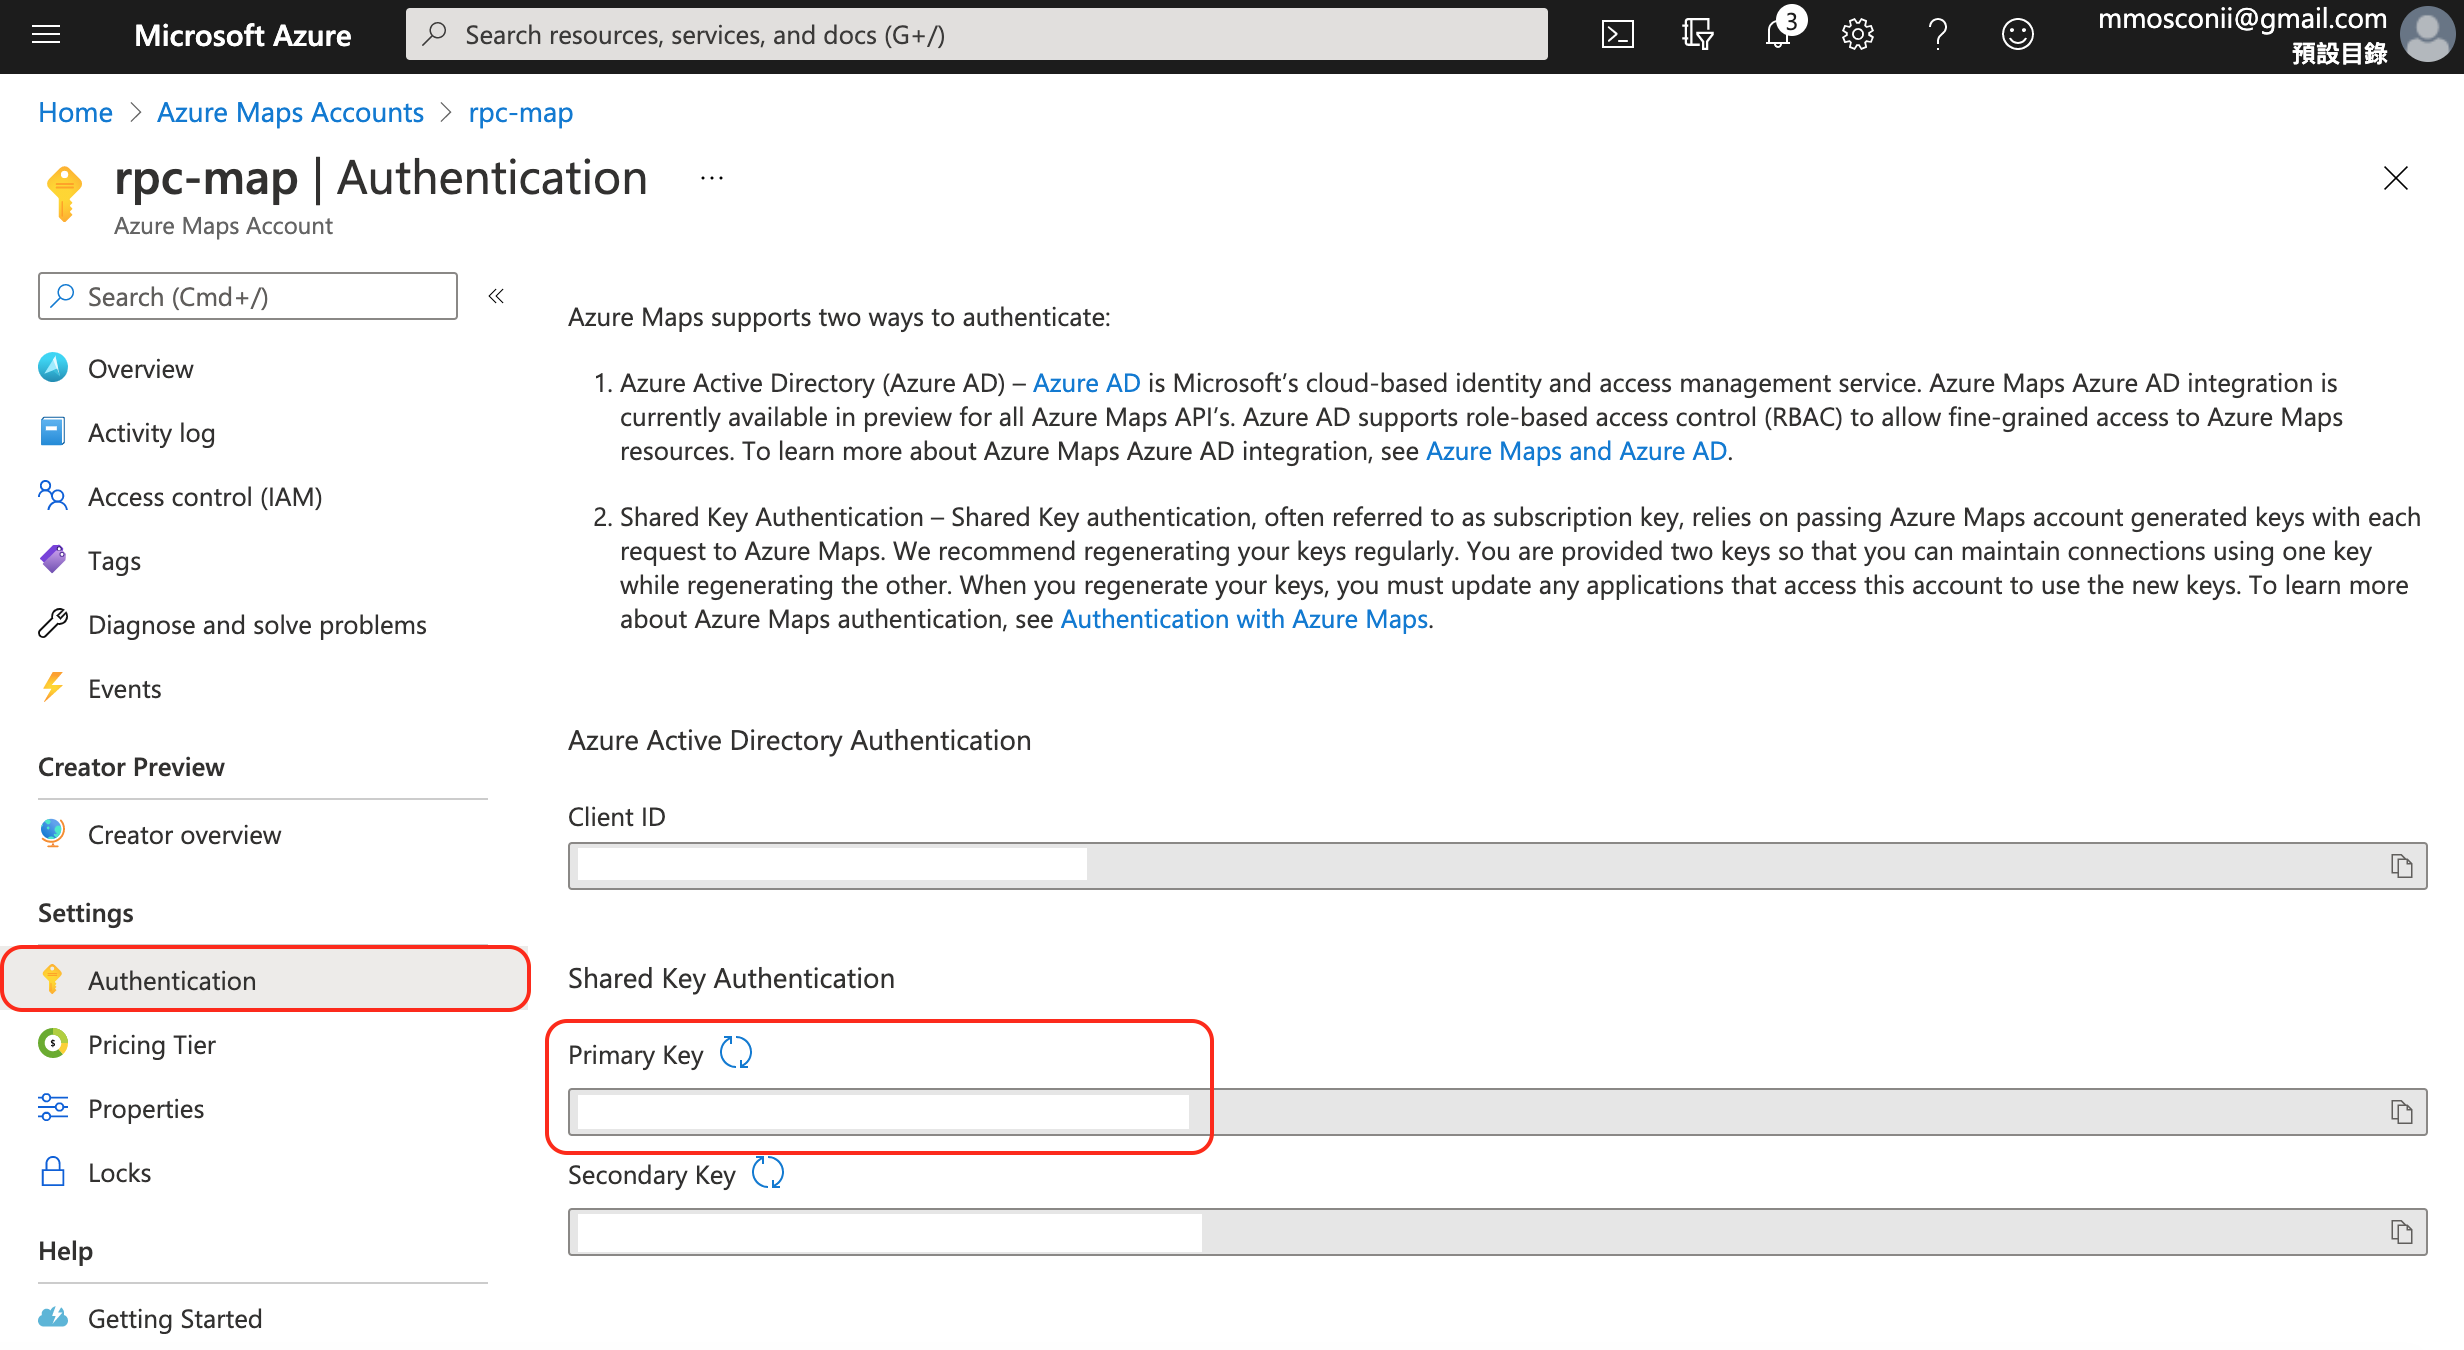 Microsoft Azure
Search resources, services, and docs (G+/)
3
mmosconii@gmail.com
預設目錄
Home > Azure Maps Accounts > rpc-map
rpc-map | Authentication ...
Azure Maps Account
Search (Cmd+/)
«
Overview
Activity log
Access control (IAM)
Tags
Diagnose and solve problems
Events
Creator Preview
Creator overview
Settings
Authentication
Pricing Tier
Properties
Locks
Help
Getting Started
Azure Maps supports two ways to authenticate:
1. Azure Active Directory (Azure AD) – Azure AD is Microsoft’s cloud-based identity and access management service. Azure Maps Azure AD integration is
currently available in preview for all Azure Maps API’s. Azure AD supports role-based access control (RBAC) to allow fine-grained access to Azure Maps
resources. To learn more about Azure Maps Azure AD integration, see Azure Maps and Azure AD.
2. Shared Key Authentication – Shared Key authentication, often referred to as subscription key, relies on passing Azure Maps account generated keys with each
request to Azure Maps. We recommend regenerating your keys regularly. You are provided two keys so that you can maintain connections using one key
while regenerating the other. When you regenerate your keys, you must update any applications that access this account to use the new keys. To learn more
about Azure Maps authentication, see Authentication with Azure Maps.
Azure Active Directory Authentication
Client ID
Shared Key Authentication
Primary Key
Secondary Key